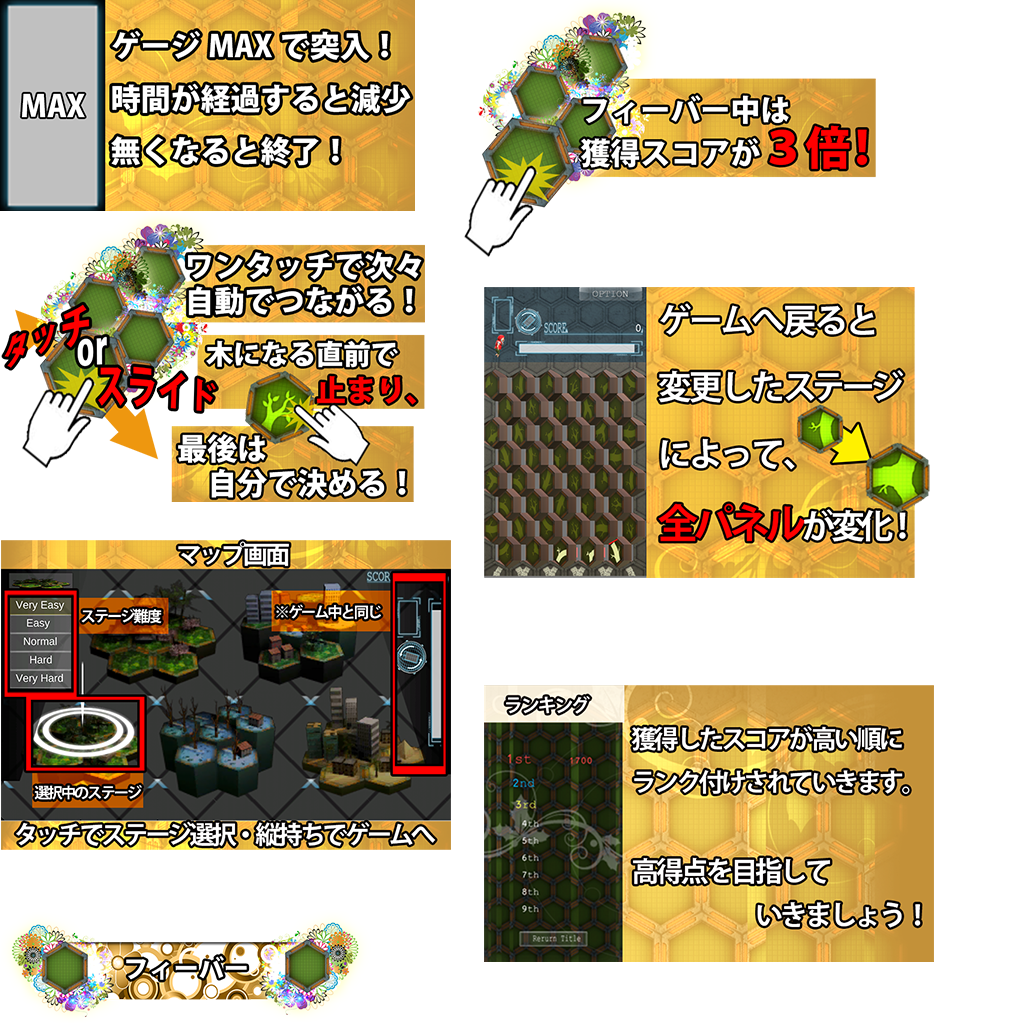 MAX
ゲージ MAX で突入！
時間が経過すると減少
無くなると終了！
フィーバー中は
獲得スコアが３倍!
ワンタッチで次々
自動でつながる！
タッチ
or
スライド
木になる直前で
止まり、
最後は
自分で決める！
OPTION
SCORE
0
ゲームへ戻ると
変更したステージ
によって、
全パネルが変化!
マップ画面
SCOR
Very Easy
Easy
Normal
Hard
Very Hard
ステージ難度
※ゲーム中と同じ
選択中のステージ
タッチでステージ選択・縦持ちでゲームへ
ランキング
1st 1700
2nd
3rd
4th
5th
6th
7th
8th
9th
Rerurn Title
獲得したスコアが高い順に
ランク付けされていきます。
高得点を目指して
いきましょう！
フィーバー